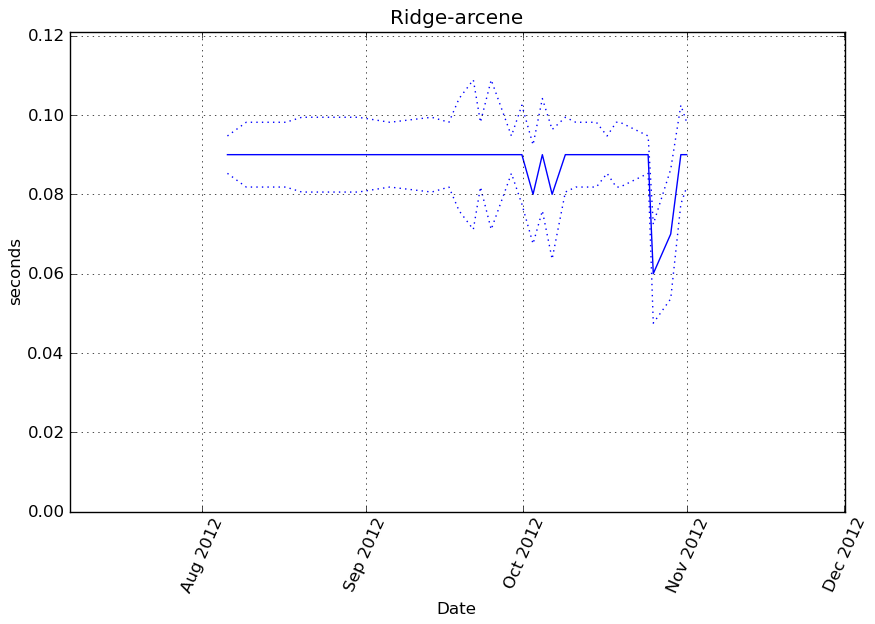 Ridge-arcene
0.12
0.10
0.08
0.06
0.04
0.02
0.00
seconds
Aug 2012
Sep 2012
Oct 2012
Nov 2012
Dec 2012
Date